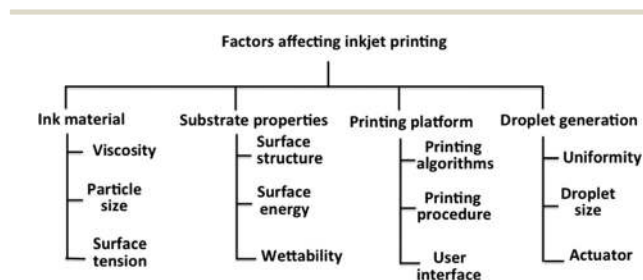 Factors affecting inkjet printing
Ink material
Viscosity
Particle
size
Surface
tension
Substrate properties
Surface
structure
Surface
energy
Wettability
Printing platform
Printing
algorithms
Printing
procedure
User
interface
Droplet generation
Uniformity
Droplet
size
Actuator